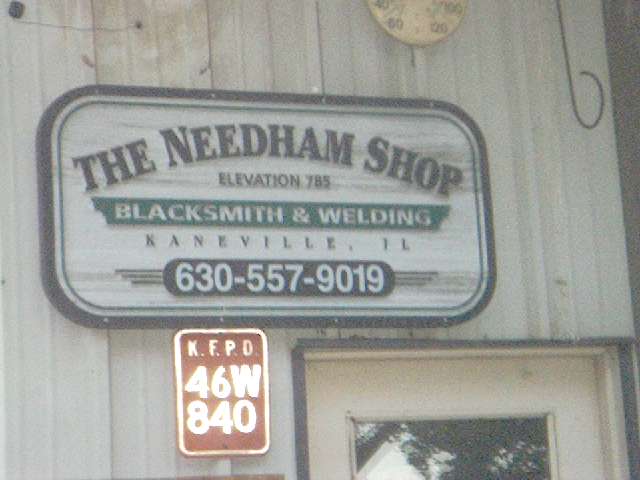 THE NEEDHAM SHOP
ELEVATION 785
BLACKSMITH & WELDING
KANEVILLE, IL
630-557-9019
K.F.P.D.
46W
840